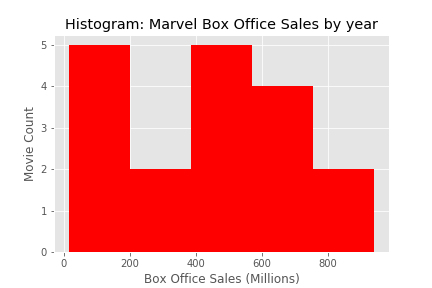 Histogram: Marvel Box Office Sales by year
5
4
3
2
1
0
Movie Count
0 200 400 600 800
Box Office Sales (Millions)